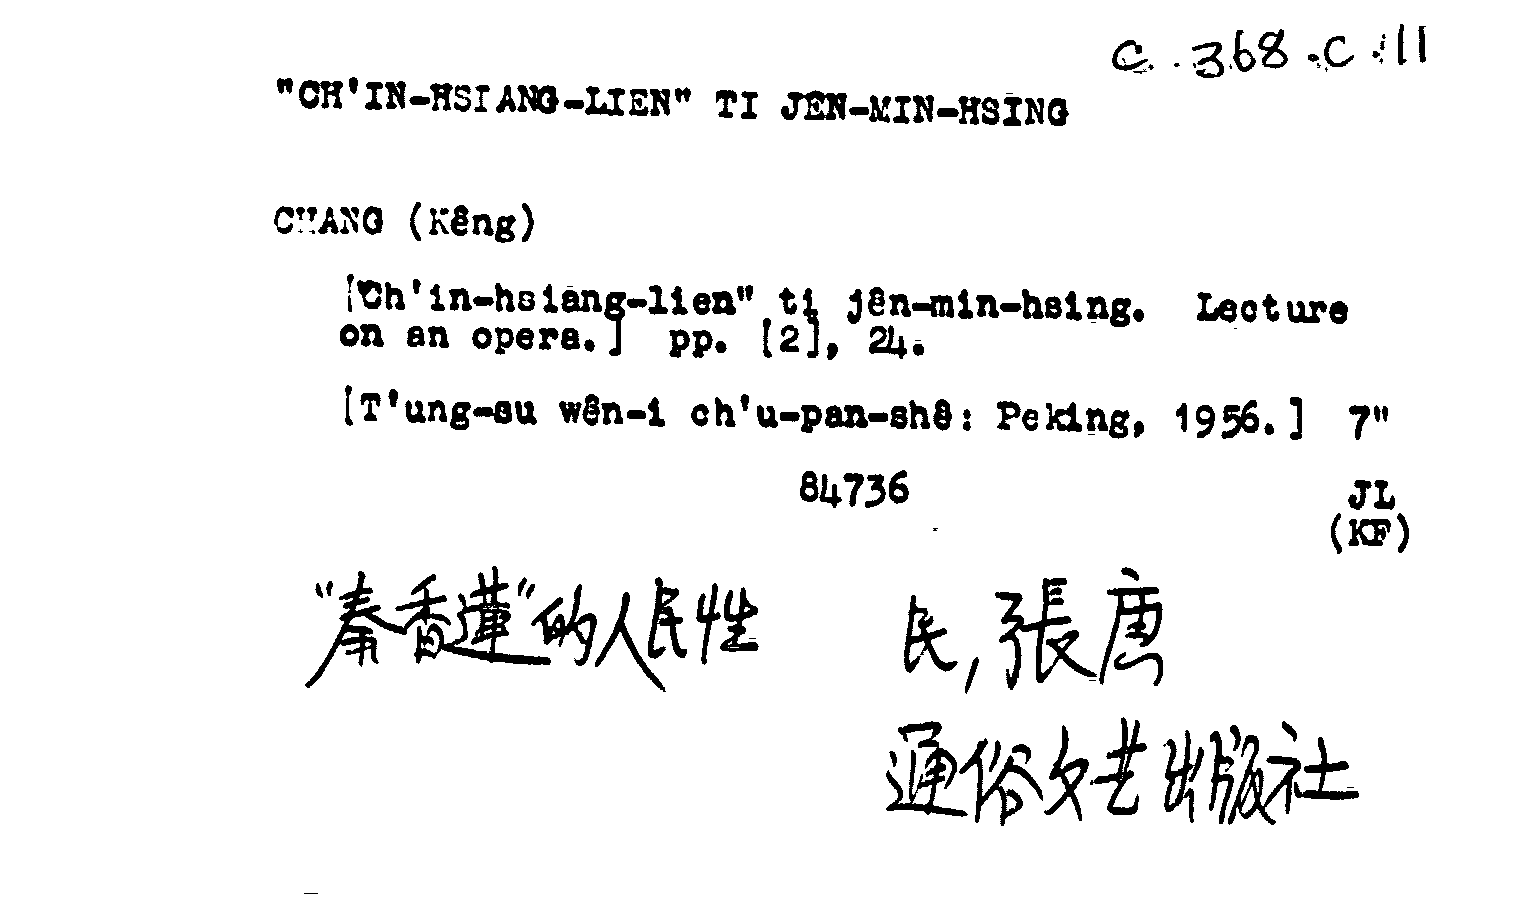 C.368.C.11
"CH'IN-HSIANG-LIEN" TI JÊN-MIN-HSING
CHANG (Kêng)
["Ch'in-hsiang-lien" ti jên-min-hsing. Lecture
on an opera.] pp. [2], 24.
[T'ung-su wên-i ch'u-pan-shê: Peking, 1956.] 7"
84736 JL
(KF)
"秦香蓮"的人民性 民, 張庚
通俗文艺出版社